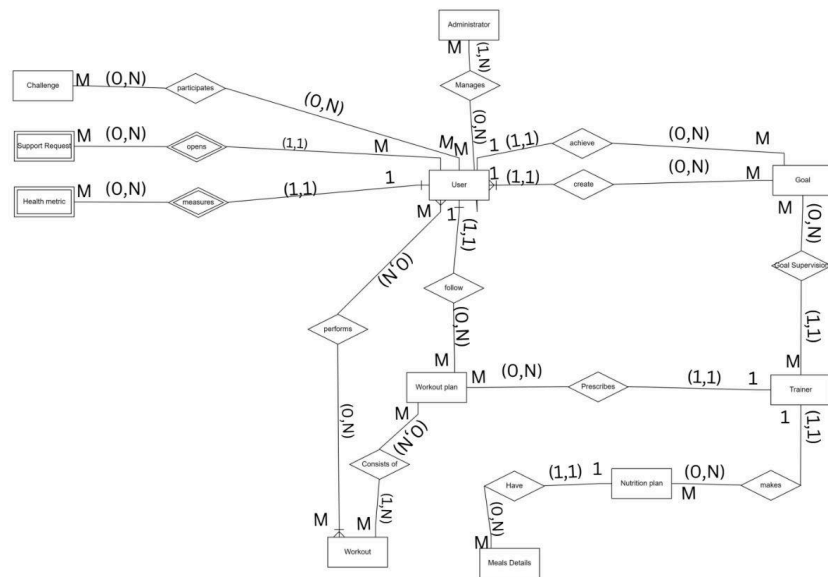 Administrator
M
(1,N)
Manages
(0,N)
M
Challenge
M
(0,N)
participates
(0,N)
M
Support Request
M
(0,N)
opens
(1,1)
M
Health metric
M
(0,N)
measures
(1,1)
1
User
1
(1,1)
achieve
(0,N)
M
1
(1,1)
create
(0,N)
M
Goal
M
(0,N)
Goal Supervision
(1,1)
M
Trainer
M
(0,N)
performs
(0,N)
M
Workout
1
(1,1)
follow
(0,N)
M
Workout plan
M
(0,N)
Prescribes
(1,1)
1
M
(0,N)
Consists of
(1,N)
M
1
(1,1)
makes
(0,N)
M
Nutrition plan
1
(1,1)
Have
(0,N)
M
Meals Details